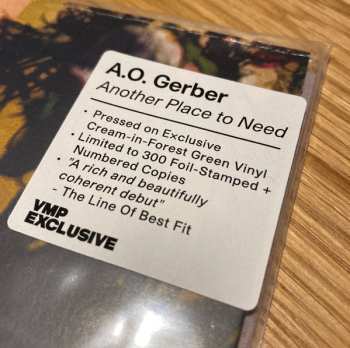 A.O. Gerber
Another Place to Need
• Pressed on Exclusive
Cream-in-Forest Green Vinyl
• Limited to 300 Foil-Stamped +
Numbered Copies
• "A rich and beautifully
coherent debut"
- The Line Of Best Fit
VMP
EXCLUSIVE